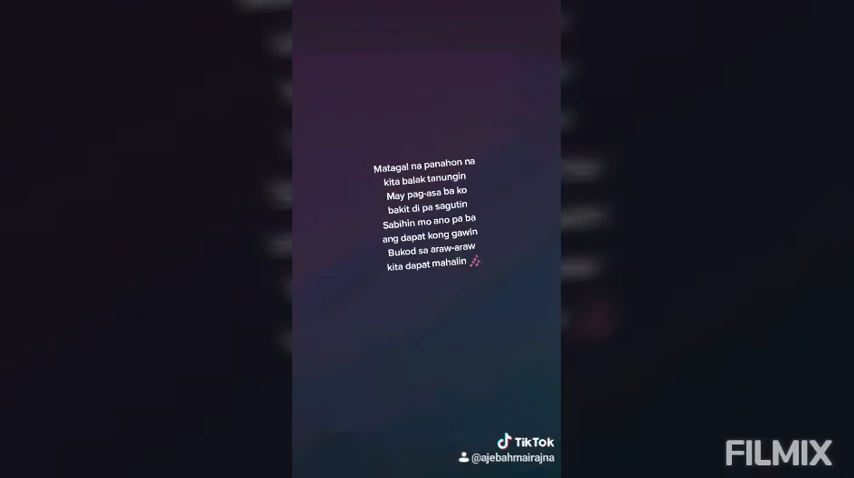 Matagal na panahon na
kita balak tanungin
May pag-asa ba ko
bakit di pa sagutin
Sabihin mo ano pa ba
ang dapat kong gawin
Bukod sa araw-araw
kita dapat mahalin 🎶
TikTok
@ajebahmairajna
FILMIX